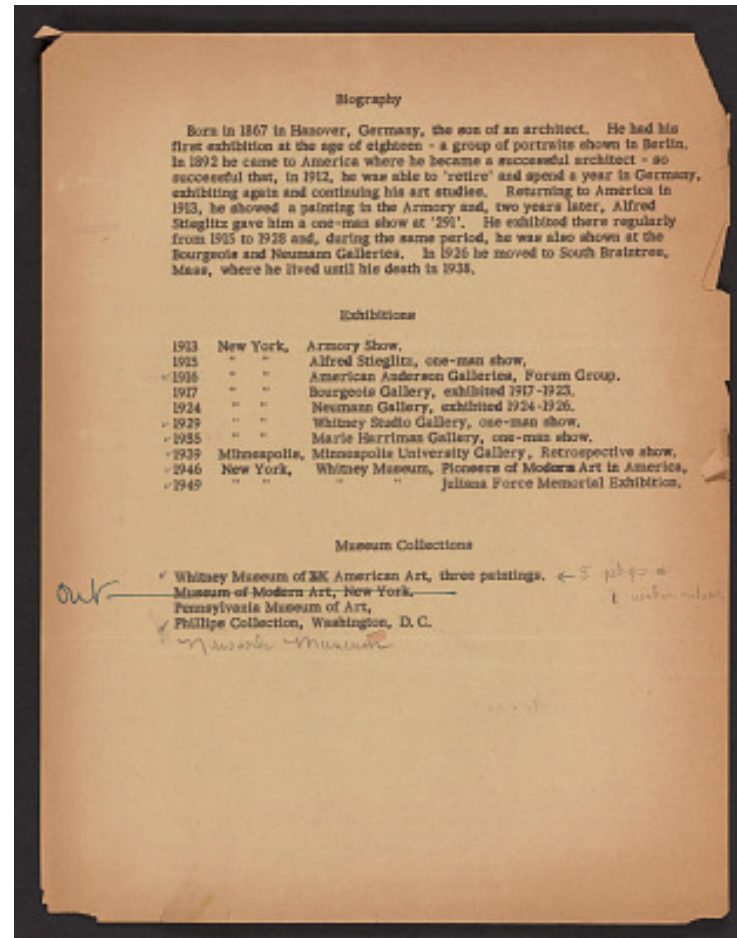 Biography
Born in 1867 in Hanover, Germany, the son of an architect. He had his
first exhibition at the age of eighteen - a group of portraits shown in Berlin.
In 1892 he came to America where he became a successful architect - so
successful that, in 1912, he was able to 'retire' and spend a year in Germany,
exhibiting again and continuing his art studies. Returning to America in
1913, he showed a painting in the Armory and, two years later, Alfred
Stieglitz gave him a one-man show at '291'. He exhibited there regularly
from 1915 to 1928 and, during the same period, he was also shown at the
Bourgeois and Neumann Galleries. In 1926 he moved to South Braintree,
Mass, where he lived until his death in 1938.
Exhibitions
1913 New York, Armory Show.
1915 " " Alfred Stieglitz, one-man show.
1916 " " American Anderson Galleries, Forum Group.
1917 " " Bourgeois Gallery, exhibited 1917-1923.
1924 " " Neumann Gallery, exhibited 1924-1926.
1929 " " Whitney Studio Gallery, one-man show.
1935 " " Marie Harriman Gallery, one-man show.
1939 Minneapolis, Minneapolis University Gallery, Retrospective show.
1946 New York, Whitney Museum, Pioneers of Modern Art in America.
1949 " " " " Juliana Force Memorial Exhibition.
Museum Collections
Whitney Museum of XX American Art, three paintings. ← 5 ptgs &
1 watercolor
out Museum of Modern Art, New York.
Pennsylvania Museum of Art.
Phillips Collection, Washington, D. C.
Newark Museum